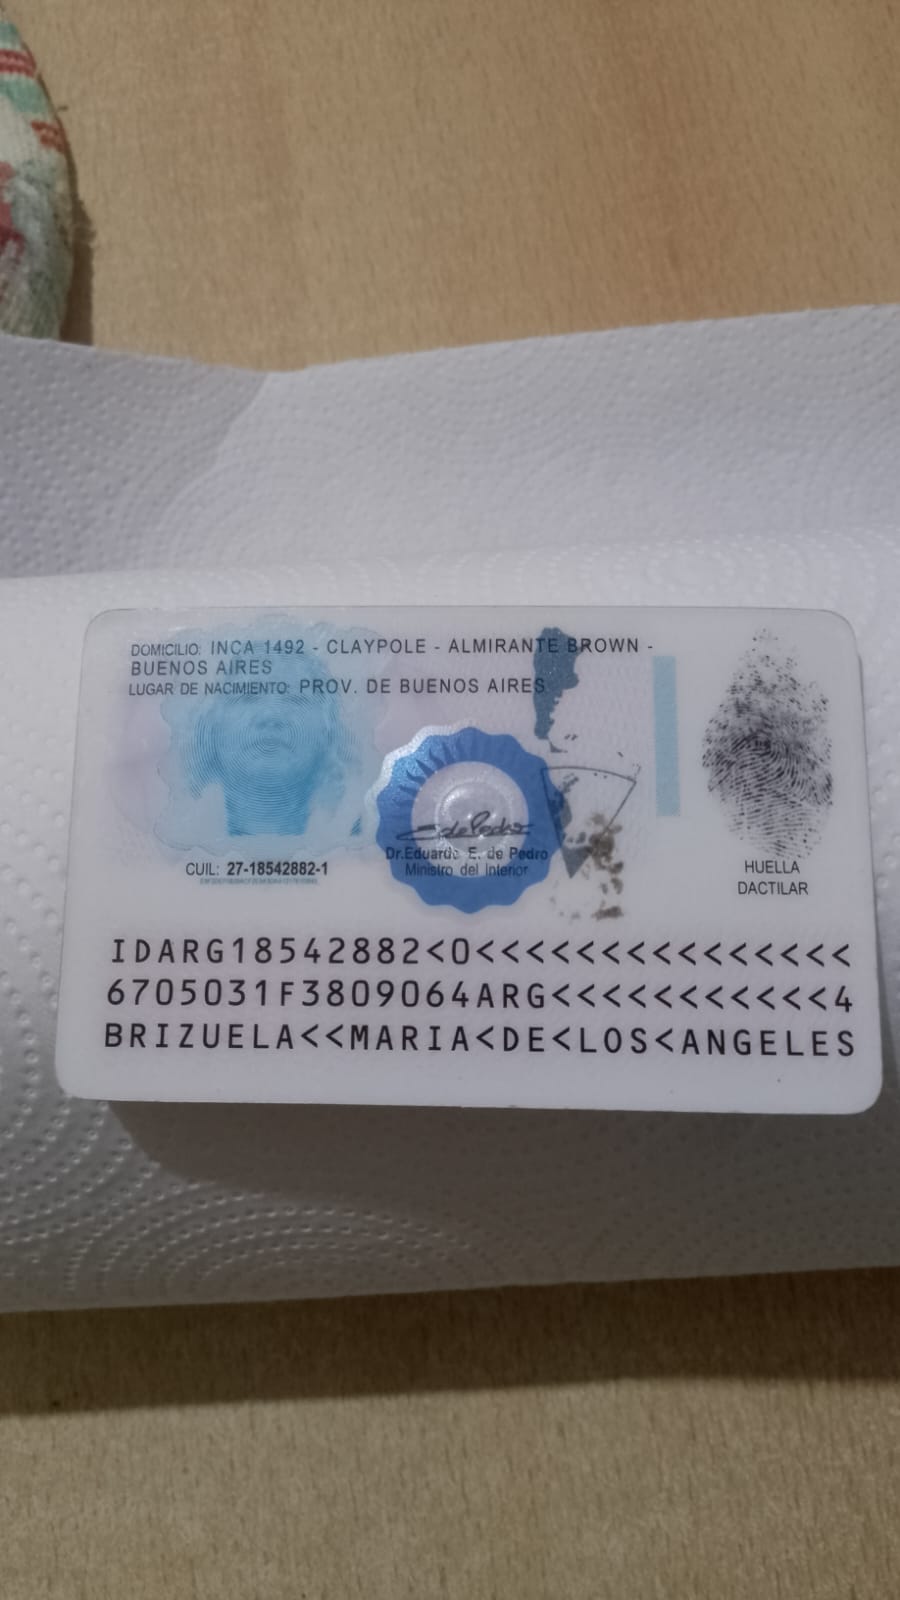 DOMICILIO: INCA 1492 - CLAYPOLE - ALMIRANTE BROWN -
BUENOS AIRES
LUGAR DE NACIMIENTO: PROV. DE BUENOS AIRES
Dr.Eduardo E. de Pedro
Ministro del Interior
CUIL: 27-18542882-1
HUELLA
DACTILAR
IDARG18542882<0<<<<<<<<<<<<<<<
6705031F3809064ARG<<<<<<<<<<<4
BRIZUELA<<MARIA<DE<LOS<ANGELES